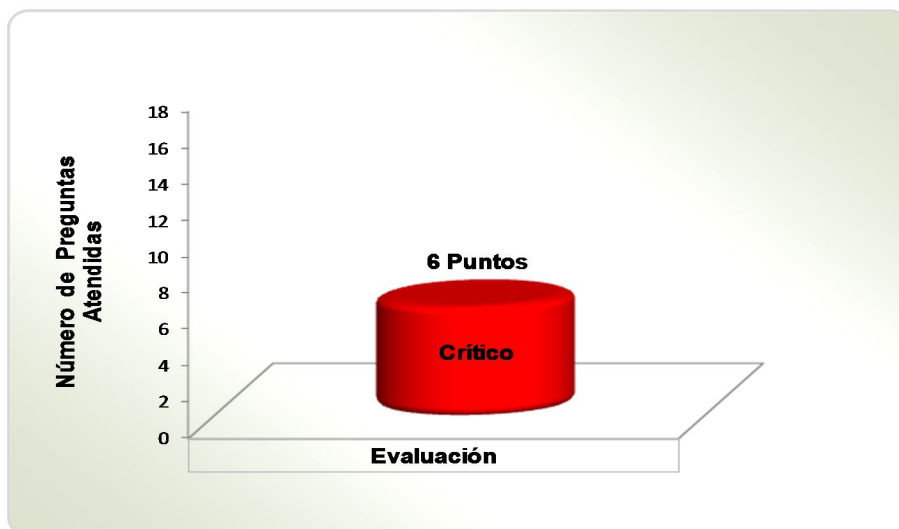 Número de Preguntas
Atendidas
18
16
14
12
10
8
6
4
2
0
6 Puntos
Crítico
Evaluación